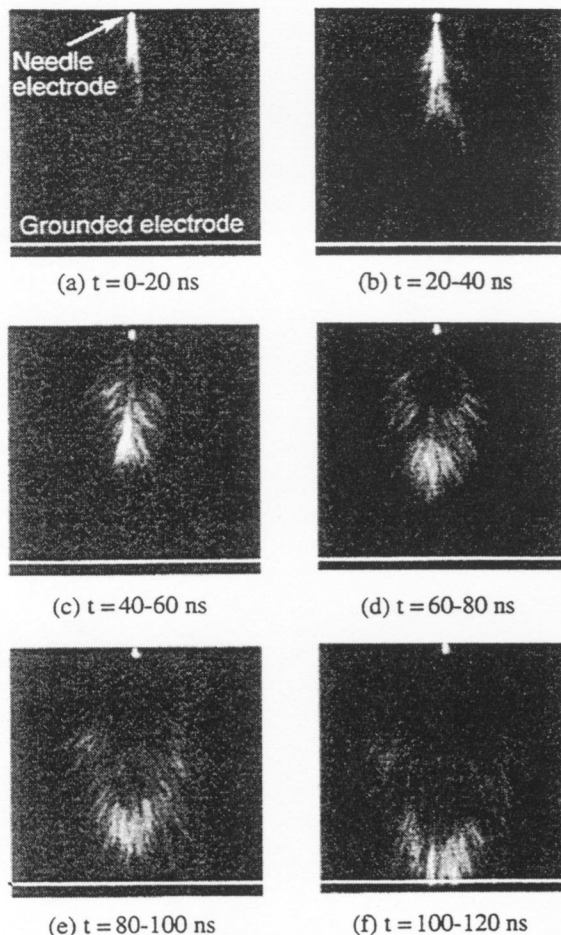 Needle
electrode
Grounded electrode
(a) t = 0-20 ns
(b) t = 20-40 ns
(c) t = 40-60 ns
(d) t = 60-80 ns
(e) t = 80-100 ns
(f) t = 100-120 ns